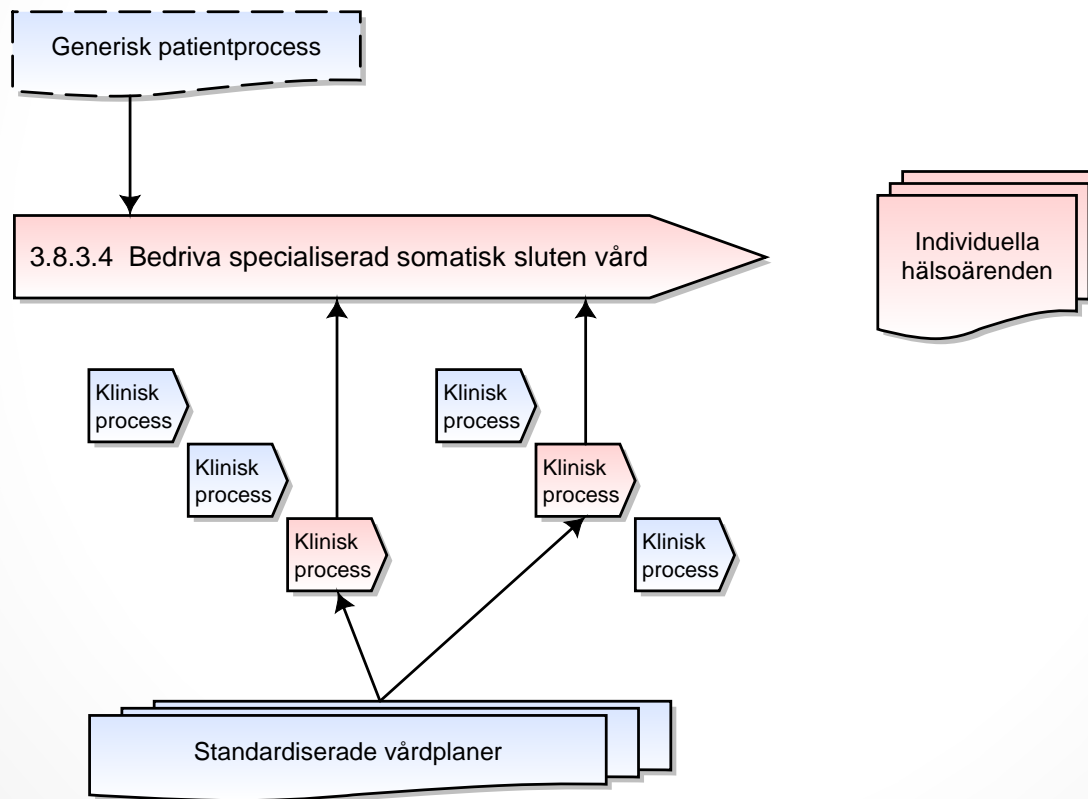 Generisk patientprocess
3.8.3.4 Bedriva specialiserad somatisk sluten vård
Individuella
hälsoärenden
Klinisk
process
Klinisk
process
Klinisk
process
Klinisk
process
Klinisk
process
Klinisk
process
Standardiserade vårdplaner